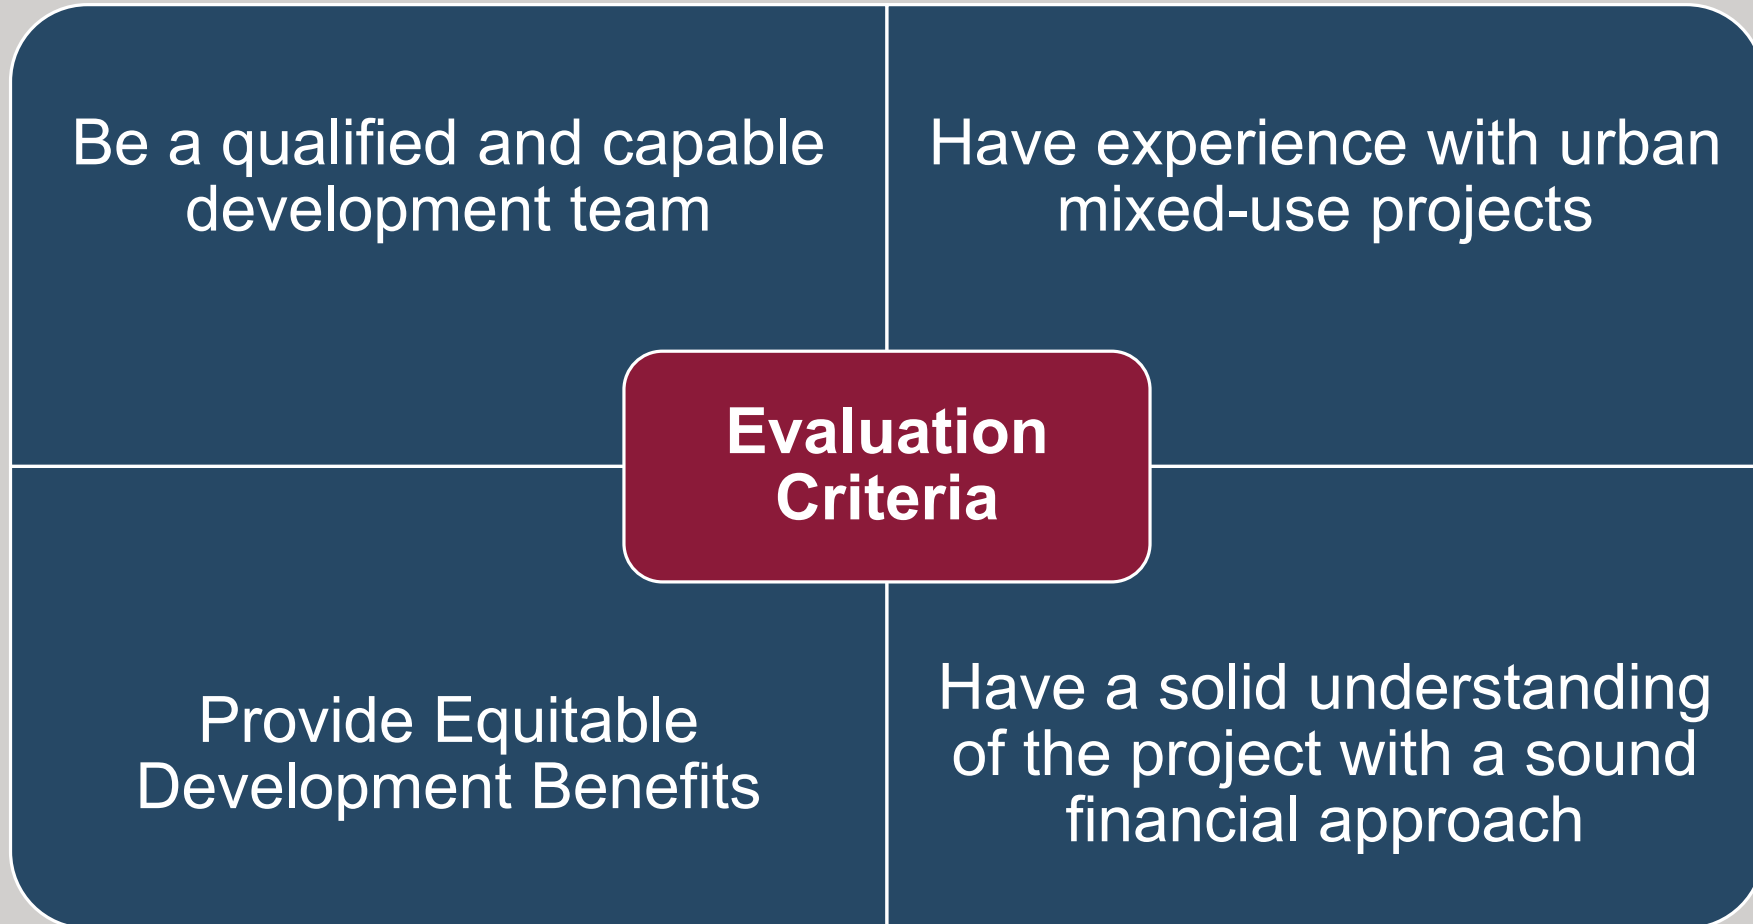 Be a qualified and capable
development team
Have experience with urban
mixed-use projects
Evaluation
Criteria
Provide Equitable
Development Benefits
Have a solid understanding
of the project with a sound
financial approach